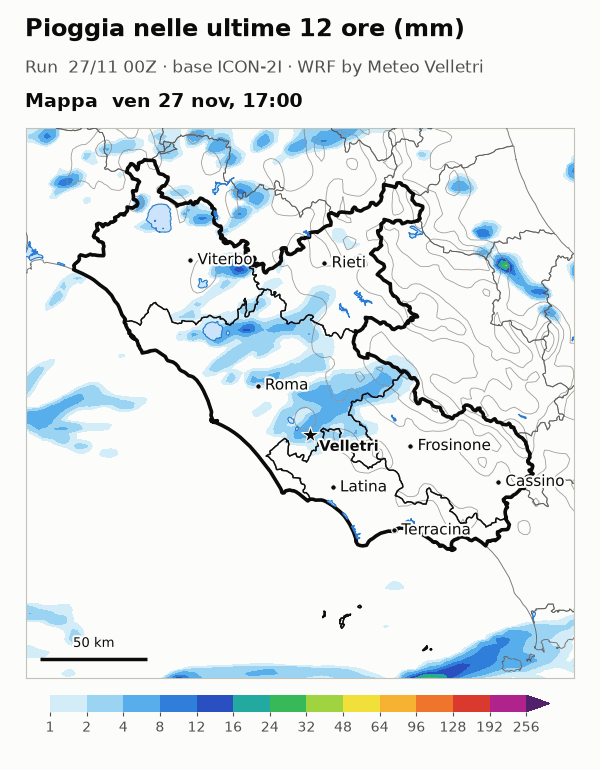 Pioggia nelle ultime 12 ore (mm)
Run 27/11 00Z · base ICON-2I · WRF by Meteo Velletri
Mappa ven 27 nov, 17:00
Viterbo
Rieti
Roma
Velletri
Frosinone
Cassino
Latina
Terracina
50 km
1 2 4 8 12 16 24 32 48 64 96 128 192 256